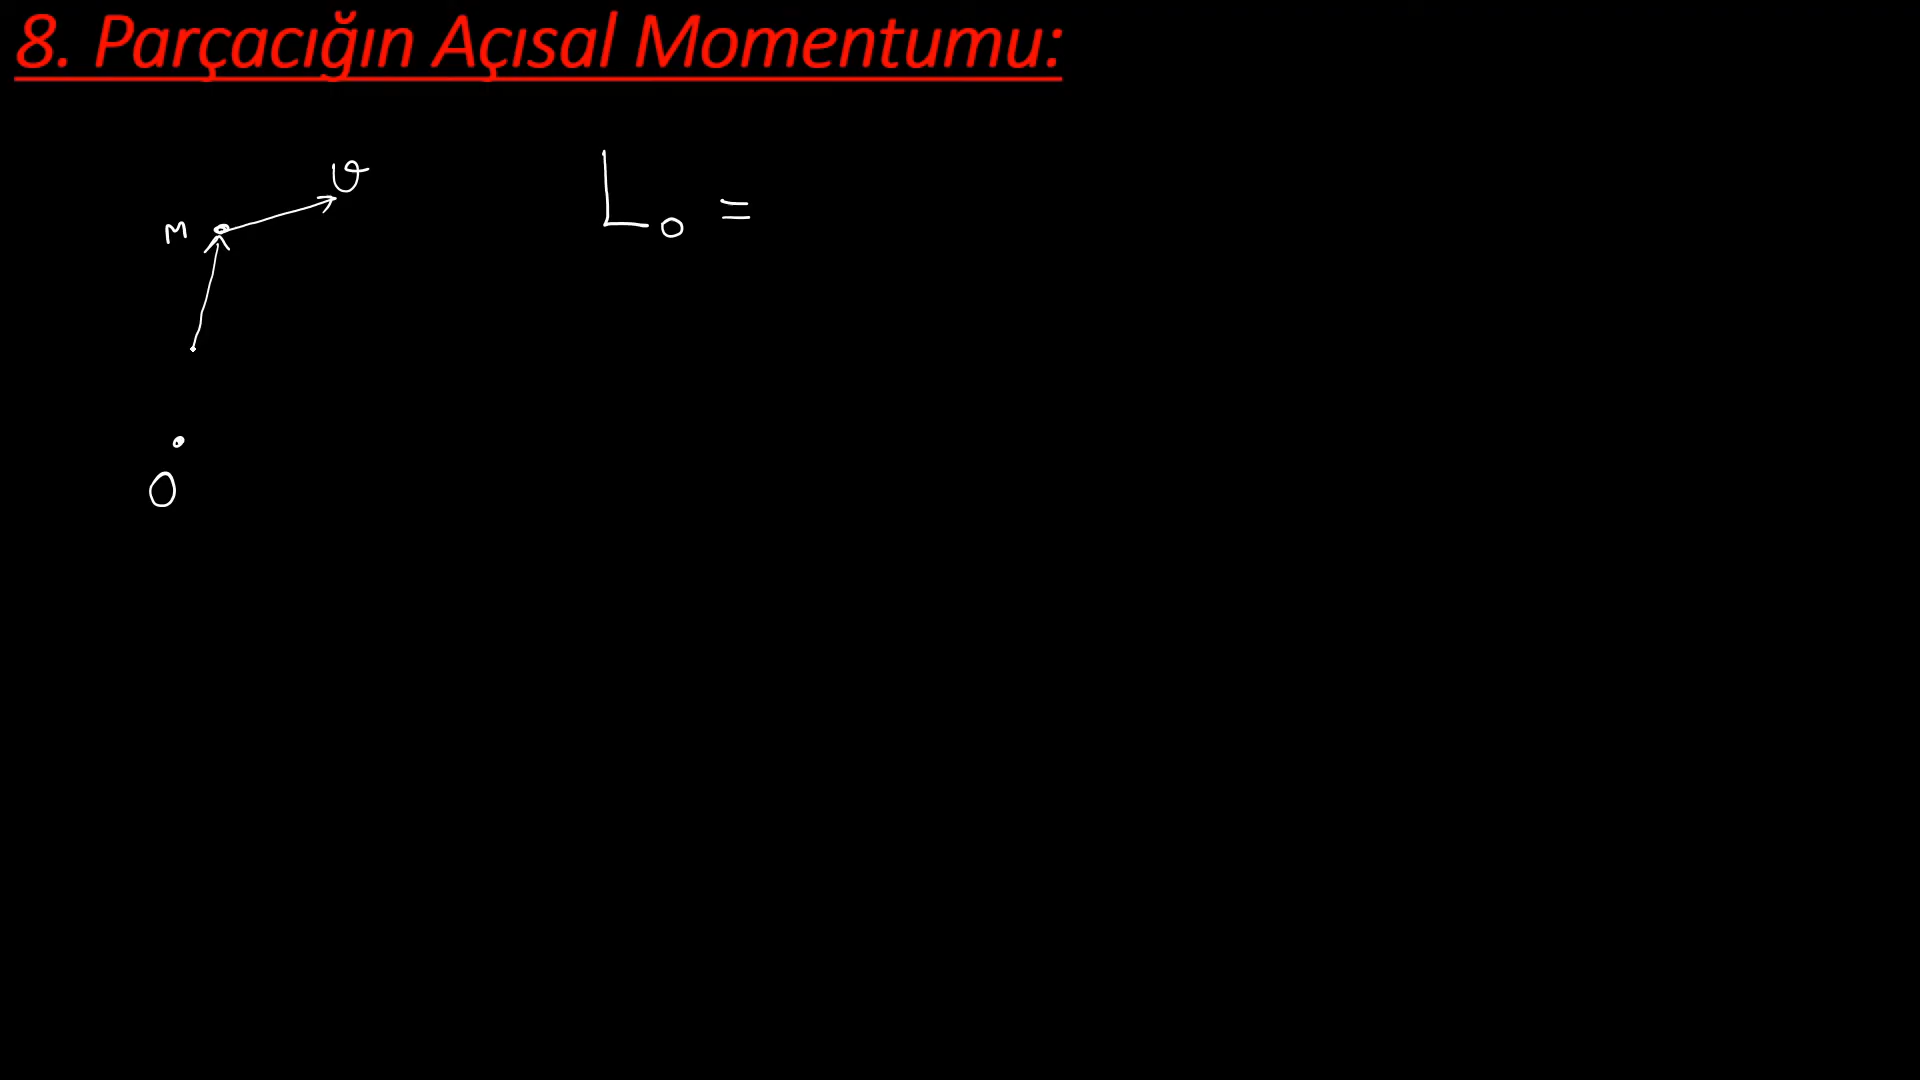 8. Parçacığın Açısal Momentumu:
ϑ
L₀ =
m
O